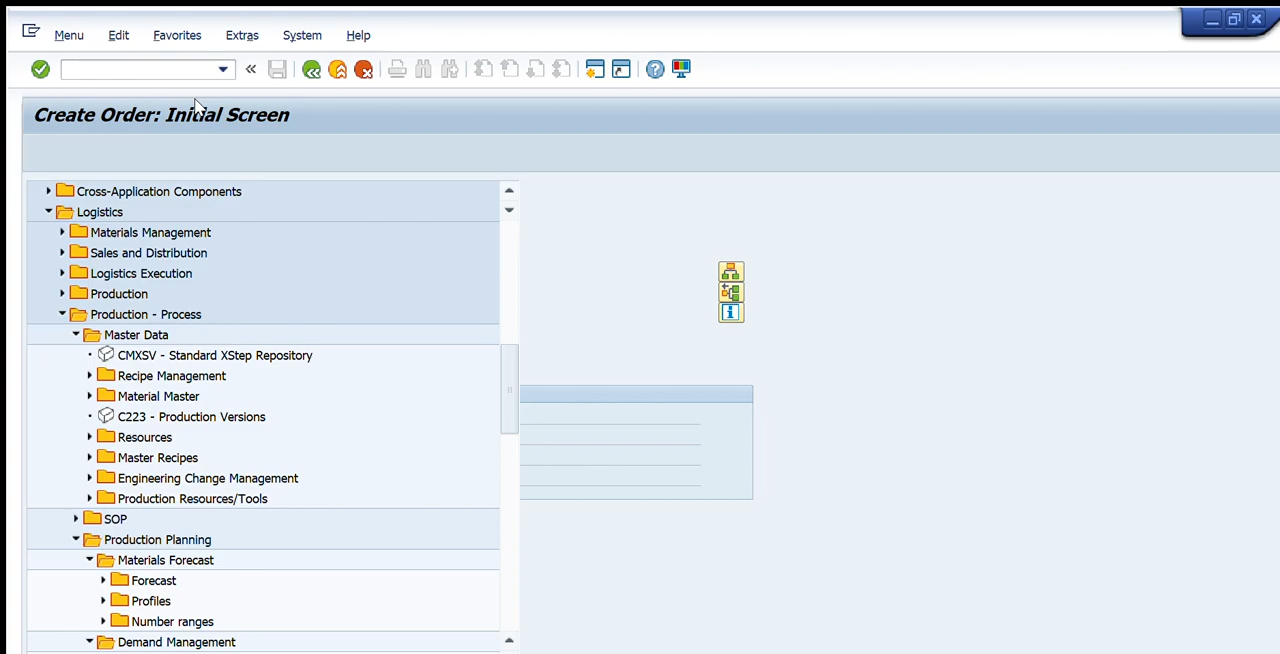 Menu Edit Favorites Extras System Help
Create Order: Initial Screen
Cross-Application Components
Logistics
Materials Management
Sales and Distribution
Logistics Execution
Production
Production - Process
Master Data
CMXSV - Standard XStep Repository
Recipe Management
Material Master
C223 - Production Versions
Resources
Master Recipes
Engineering Change Management
Production Resources/Tools
SOP
Production Planning
Materials Forecast
Forecast
Profiles
Number ranges
Demand Management